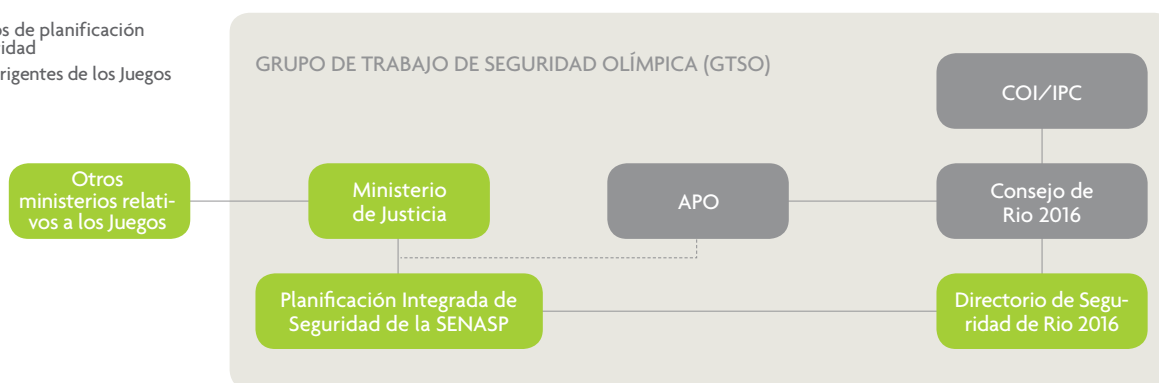 de planificación
rigentes de los Juegos
GRUPO DE TRABAJO DE SEGURIDAD OLÍMPICA (GTSO)
COI/IPC
Otros
ministerios relati-
vos a los Juegos
Ministerio
de Justicia
APO
Consejo de
Rio 2016
Planificación Integrada de
Seguridad de la SENASP
Directorio de Segu-
ridad de Rio 2016